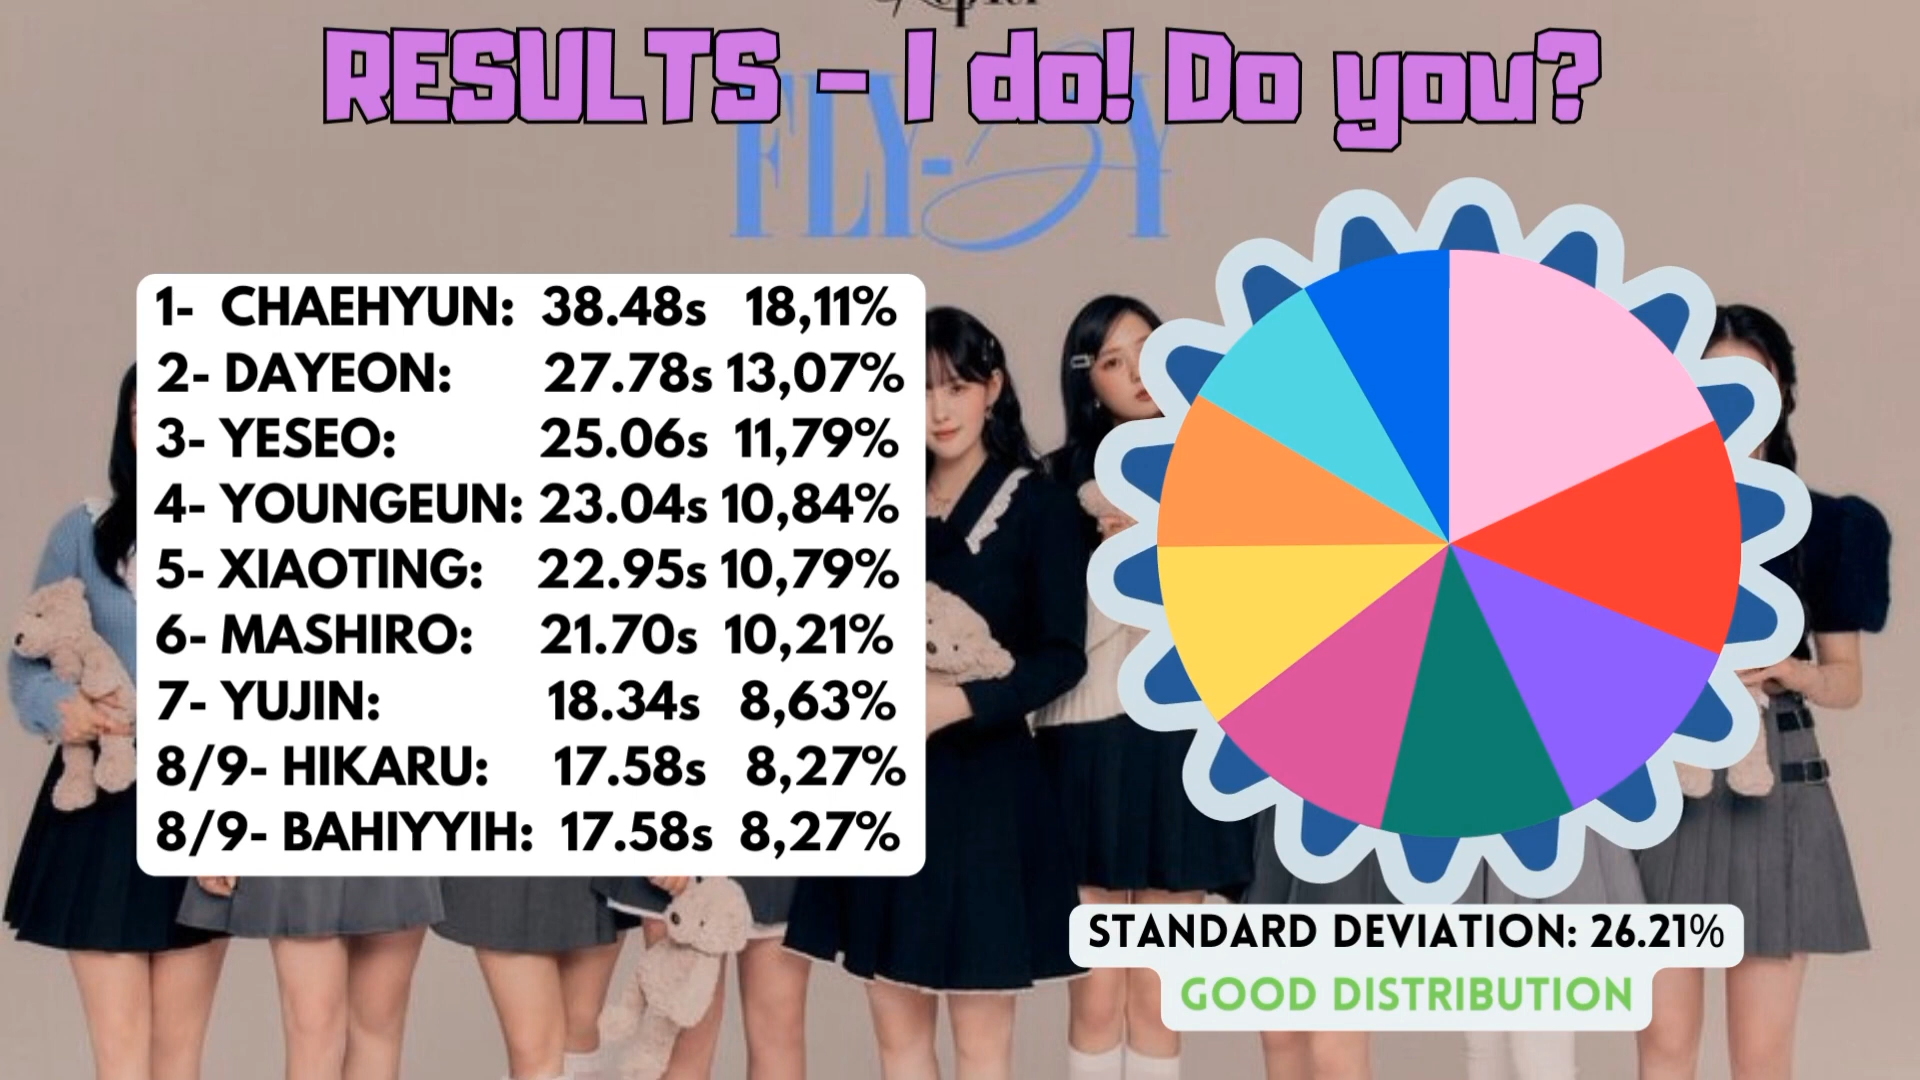 RESULTS - I do! Do you?
FLY-BY
1- CHAEHYUN: 38.48s 18,11%
2- DAYEON: 27.78s 13,07%
3- YESEO: 25.06s 11,79%
4- YOUNGEUN: 23.04s 10,84%
5- XIAOTING: 22.95s 10,79%
6- MASHIRO: 21.70s 10,21%
7- YUJIN: 18.34s 8,63%
8/9- HIKARU: 17.58s 8,27%
8/9- BAHIYYIH: 17.58s 8,27%
STANDARD DEVIATION: 26.21%
GOOD DISTRIBUTION